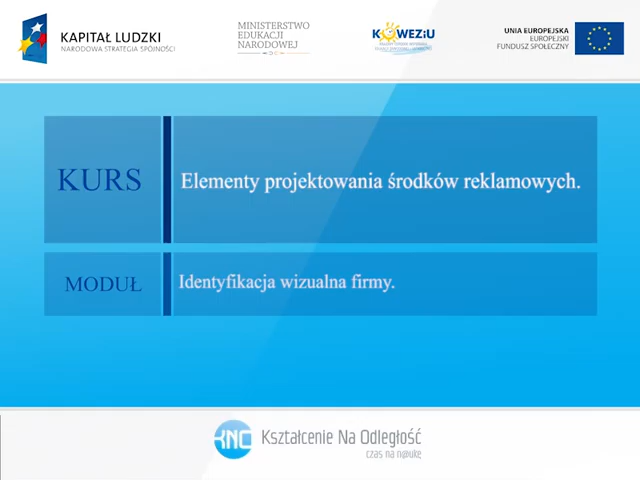 KAPITAŁ LUDZKI
NARODOWA STRATEGIA SPÓJNOŚCI
MINISTERSTWO
EDUKACJI
NARODOWEJ
KOWEZiU
UNIA EUROPEJSKA
EUROPEJSKI
FUNDUSZ SPOŁECZNY
KURS
Elementy projektowania środków reklamowych.
MODUŁ
Identyfikacja wizualna firmy.
KNO
Kształcenie Na Odległość
czas na n@ukę